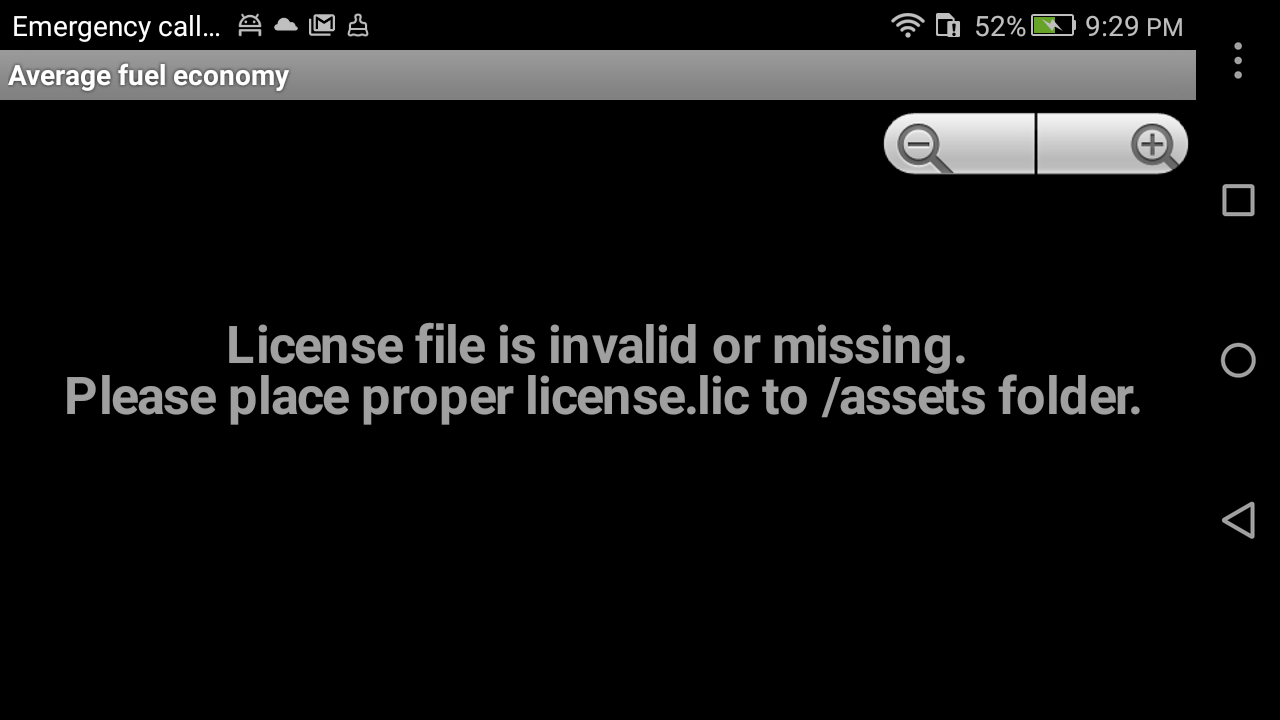 Emergency call…
52%
9:29 PM
Average fuel economy
License file is invalid or missing.
Please place proper license.lic to /assets folder.